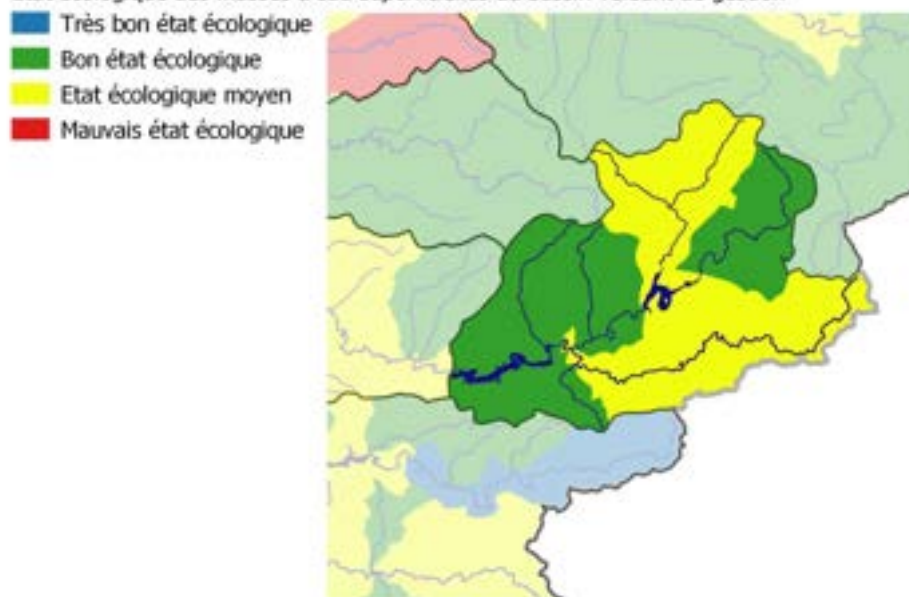 Très bon état écologique
Bon état écologique
Etat écologique moyen
Mauvais état écologique